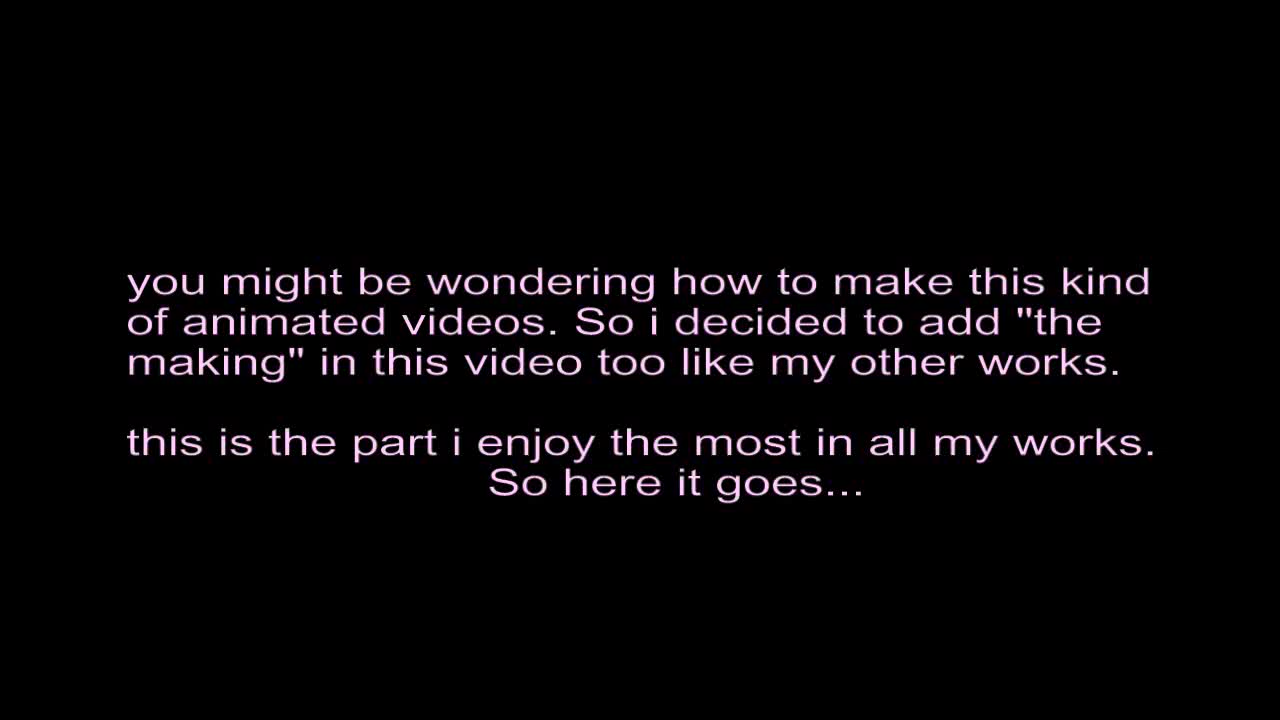 you might be wondering how to make this kind
of animated videos. So i decided to add "the
making" in this video too like my other works.
this is the part i enjoy the most in all my works.
So here it goes...